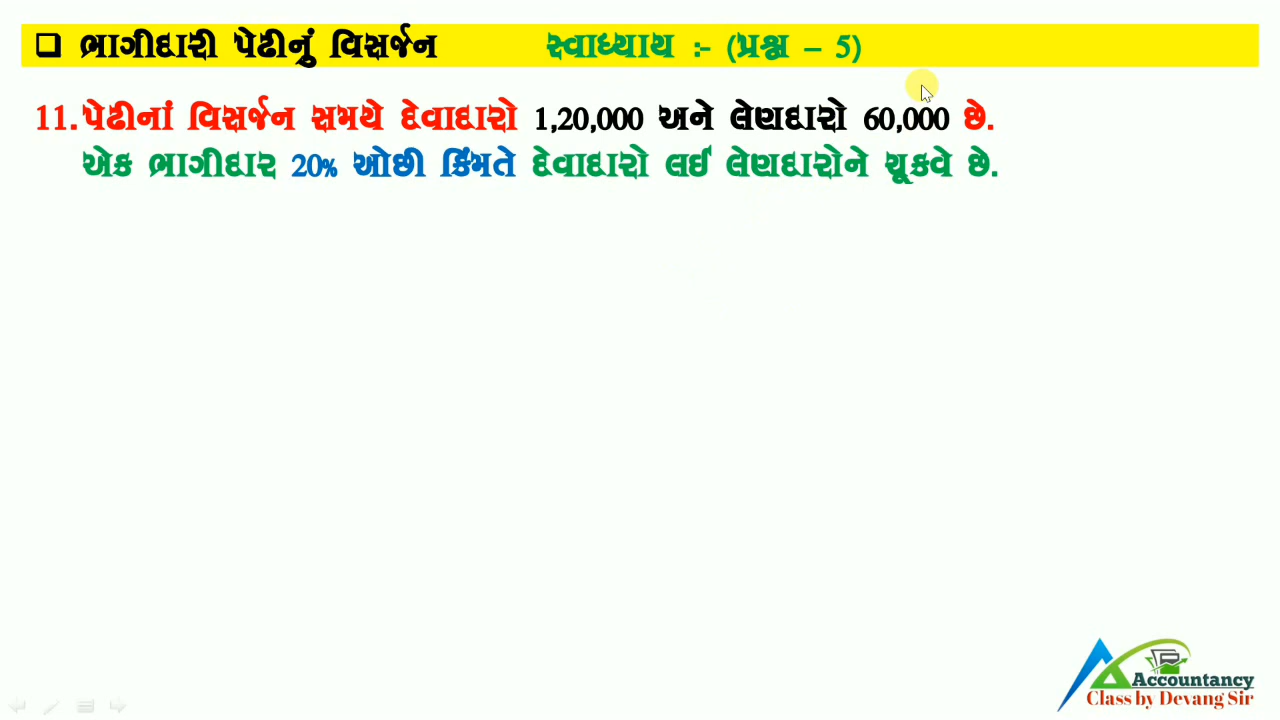 ❑ ભાગીદારી પેઢીનું વિસર્જન સ્વાધ્યાય :- (પ્રશ્ન – 5)
11. પેઢીનાં વિસર્જન સમયે દેવાદારો 1,20,000 અને લેણદારો 60,000 છે.
એક ભાગીદાર 20% ઓછી કિંમતે દેવાદારો લઈ લેણદારોને ચૂકવે છે.
Accountancy
Class by Devang Sir